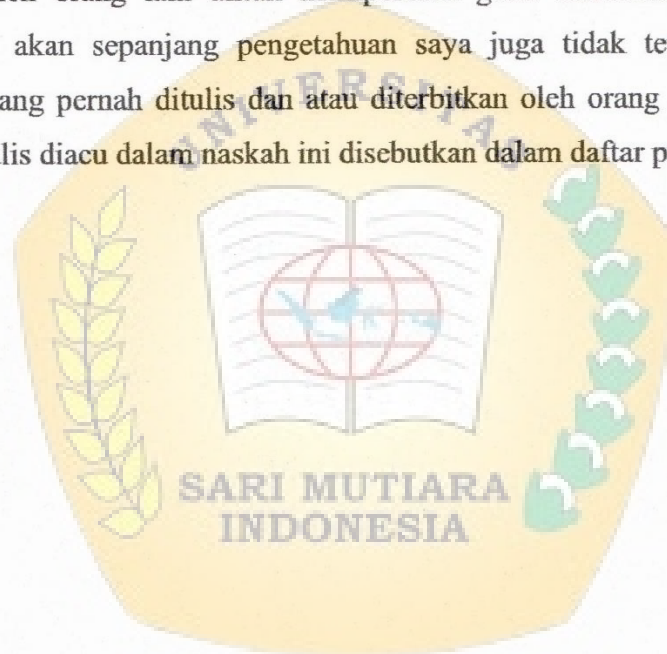 akan sepanjang pengetahuan saya juga tidak
ang pernah ditulis dan atau diterbitkan oleh orang
lis diacu dalam naskah ini disebutkan dalam daftar p
UNIVERSITAS
SARI MUTIARA
INDONESIA